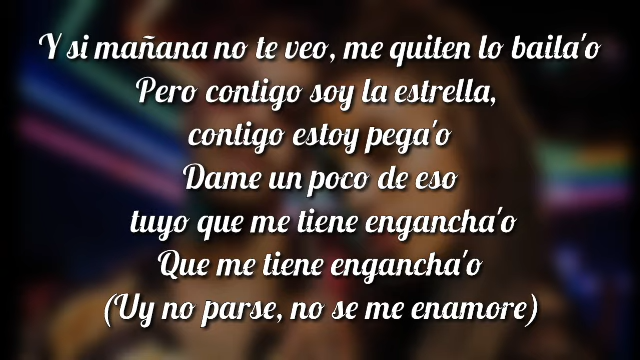 Y si mañana no te veo, me quiten lo baila'o
Pero contigo soy la estrella,
contigo estoy pega'o
Dame un poco de eso
tuyo que me tiene engancha'o
Que me tiene engancha'o
(Uy no parse, no se me enamore)